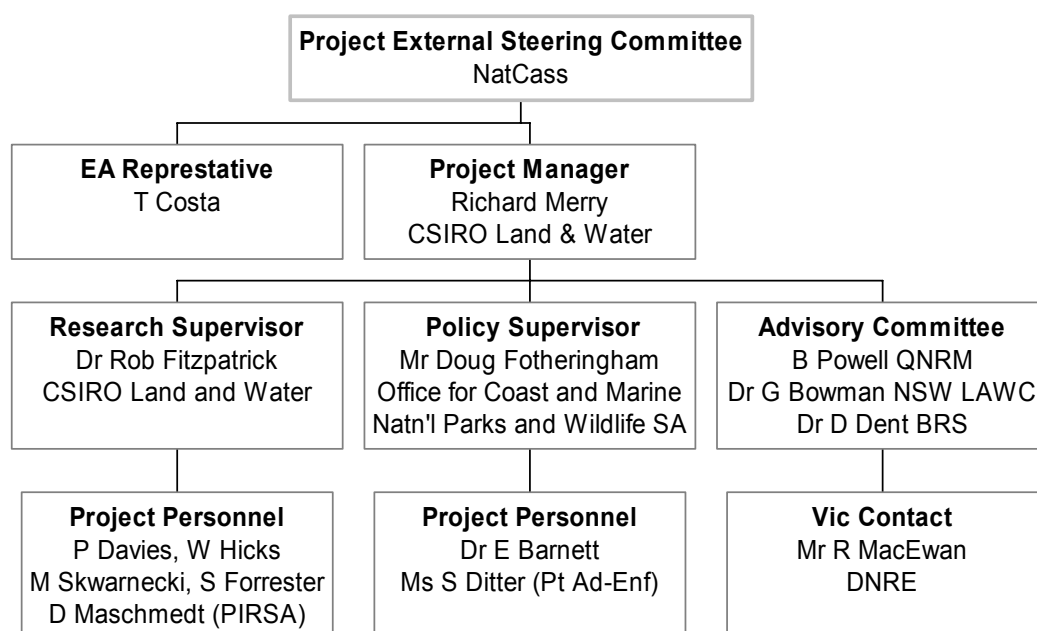 Project External Steering Committee
NatCass
EA Represtative
T Costa
Project Manager
Richard Merry
CSIRO Land & Water
Research Supervisor
Dr Rob Fitzpatrick
CSIRO Land and Water
Policy Supervisor
Mr Doug Fotheringham
Office for Coast and Marine
Natn'l Parks and Wildlife SA
Advisory Committee
B Powell QNRM
Dr G Bowman NSW LAWC
Dr D Dent BRS
Project Personnel
P Davies, W Hicks
M Skwarnecki, S Forrester
D Maschmedt (PIRSA)
Project Personnel
Dr E Barnett
Ms S Ditter (Pt Ad-Enf)
Vic Contact
Mr R MacEwan
DNRE